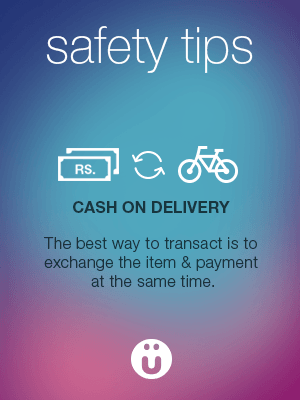 safety tips
RS.
CASH ON DELIVERY
The best way to transact is to
exchange the item & payment
at the same time.
ü